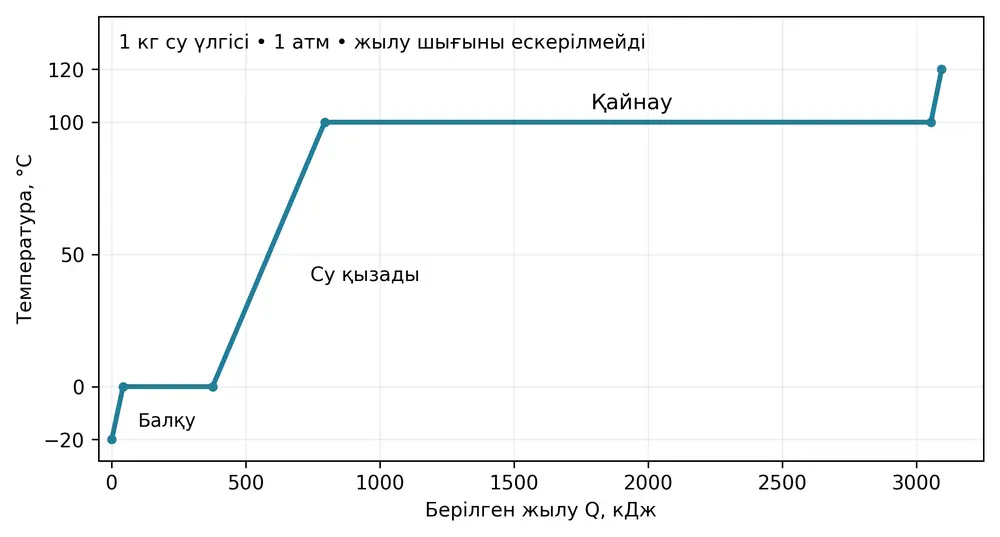 1 кг су үлгісі • 1 атм • жылу шығыны ескерілмейді
120
100
50
0
−20
Температура, °C
Қайнау
Су қызады
Балқу
0 500 1000 1500 2000 2500 3000
Берілген жылу Q, кДж